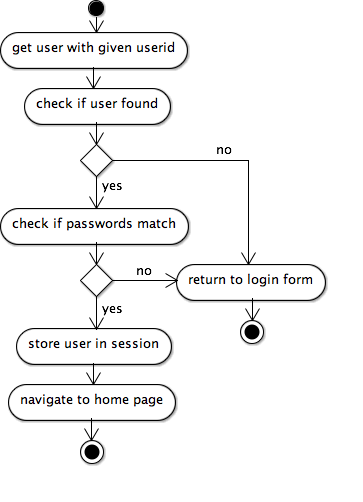 get user with given userid
check if user found
no
yes
check if passwords match
no
return to login form
yes
store user in session
navigate to home page